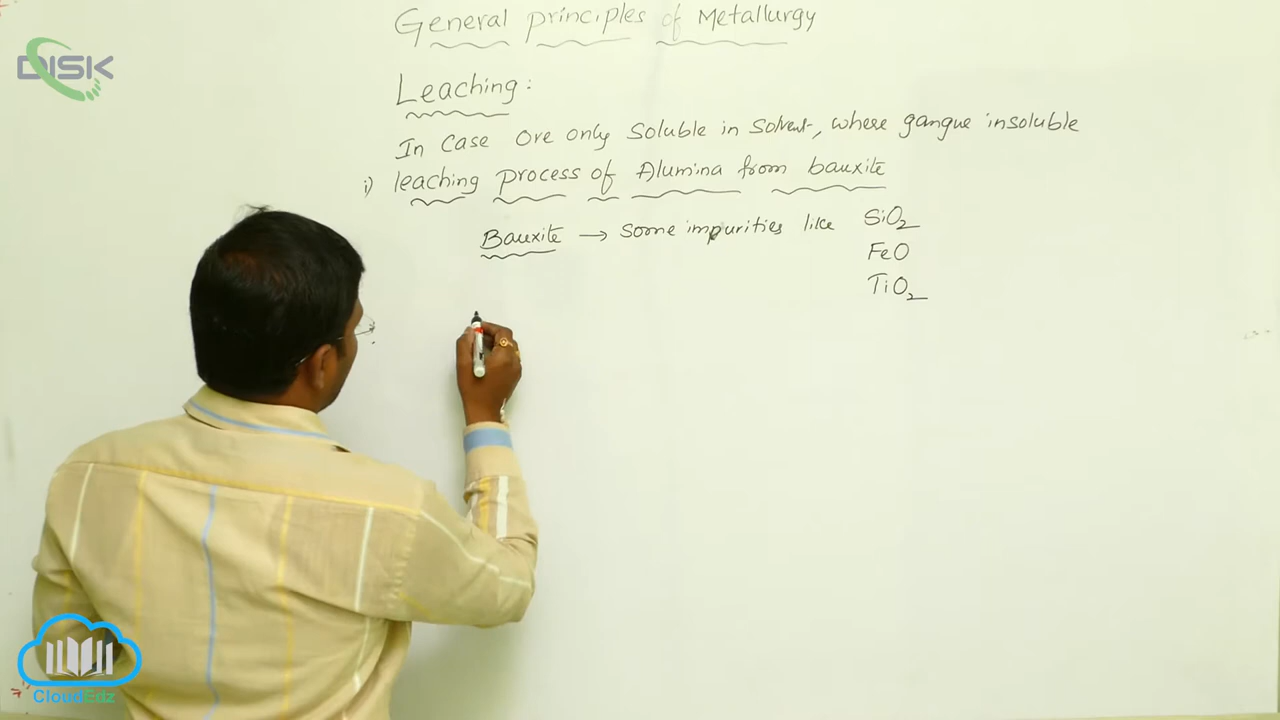 General principles of Metallurgy
DISK
Leaching:
In Case Ore only Soluble in Solvent, where gangue insoluble
i) leaching process of Alumina from bauxite
Bauxite → Some impurities like SiO₂
FeO
TiO₂
CloudEdz